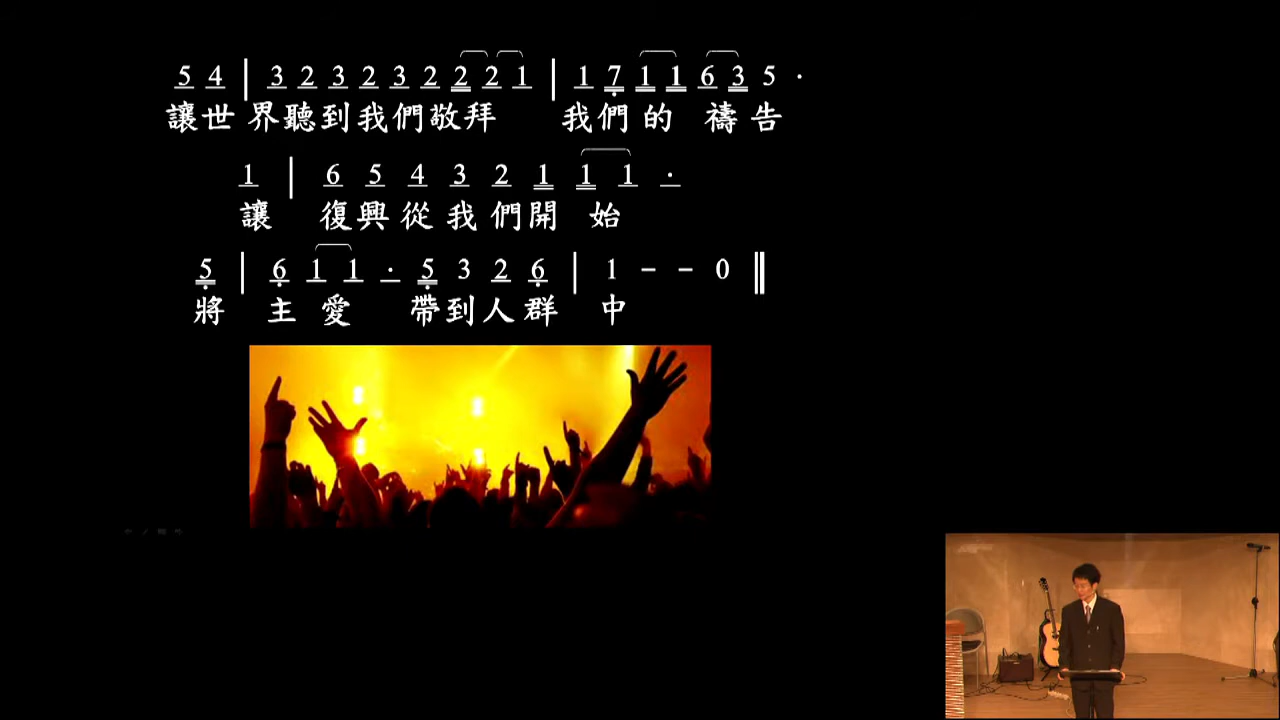 5 4 | 3 2 3 2 3 2 2 2 1 | 1 7 1 1 6 3 5 ·
讓世界聽到我們敬拜 我們的禱告
1 | 6 5 4 3 2 1 1 1 ·
讓 復興從我們開始
5 | 6 1 1 · 5 3 2 6 | 1 － － 0 ‖
將 主愛 帶到人群 中